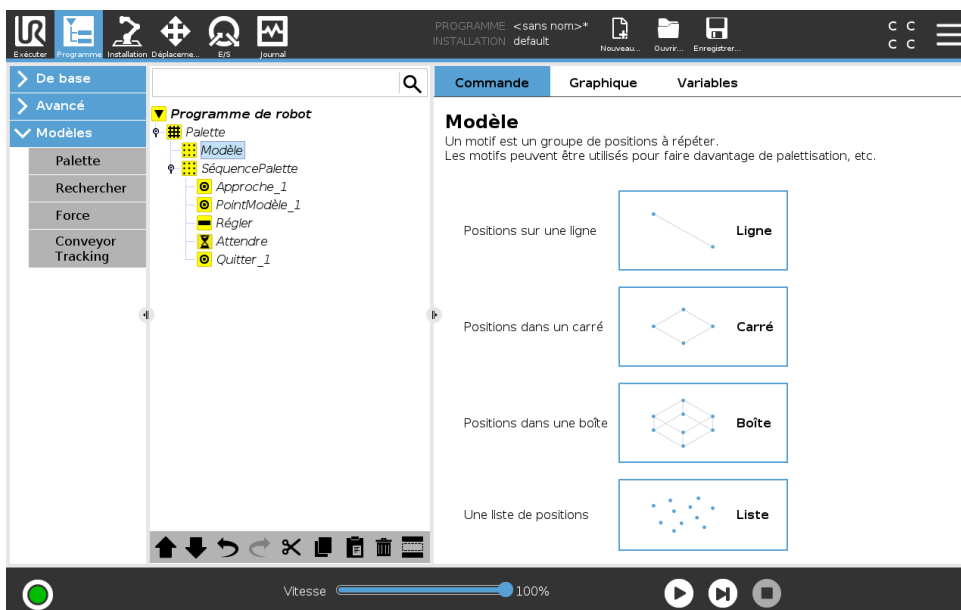 UR
Exécuter
Programme
Installation
Déplaceme...
E/S
Journal
PROGRAMME <sans nom>*
INSTALLATION default
Nouveau...
Ouvrir...
Enregistrer...
C C
C C
De base
Avancé
Modèles
Palette
Rechercher
Force
Conveyor
Tracking
Programme de robot
Palette
Modèle
SéquencePalette
Approche_1
PointModèle_1
Régler
Attendre
Quitter_1
Commande
Graphique
Variables
Modèle
Un motif est un groupe de positions à répéter.
Les motifs peuvent être utilisés pour faire davantage de palettisation, etc.
Positions sur une ligne
Ligne
Positions dans un carré
Carré
Positions dans une boîte
Boîte
Une liste de positions
Liste
Vitesse
100%